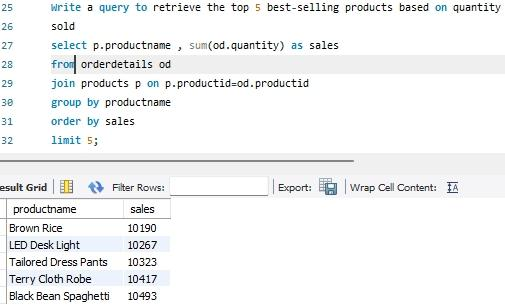 25 Write a query to retrieve the top 5 best-selling products based on quantity
26 sold
27 select p.productname , sum(od.quantity) as sales
28 from orderdetails od
29 join products p on p.productid=od.productid
30 group by productname
31 order by sales
32 limit 5;
esult Grid Filter Rows: Export: Wrap Cell Content: IA
productname sales
Brown Rice 10190
LED Desk Light 10267
Tailored Dress Pants 10323
Terry Cloth Robe 10417
Black Bean Spaghetti 10493